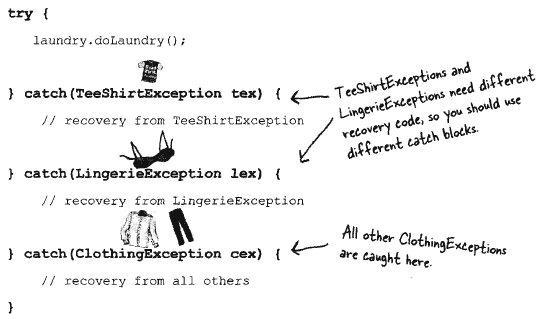 try {
laundry.doLaundry();
} catch(TeeShirtException tex) {
// recovery from TeeShirtException
TeeShirtExceptions and
LingerieExceptions need different
recovery code, so you should use
different catch blocks.
} catch(LingerieException lex) {
// recovery from LingerieException
} catch(ClothingException cex) {
// recovery from all others
All other ClothingExceptions
are caught here.
}